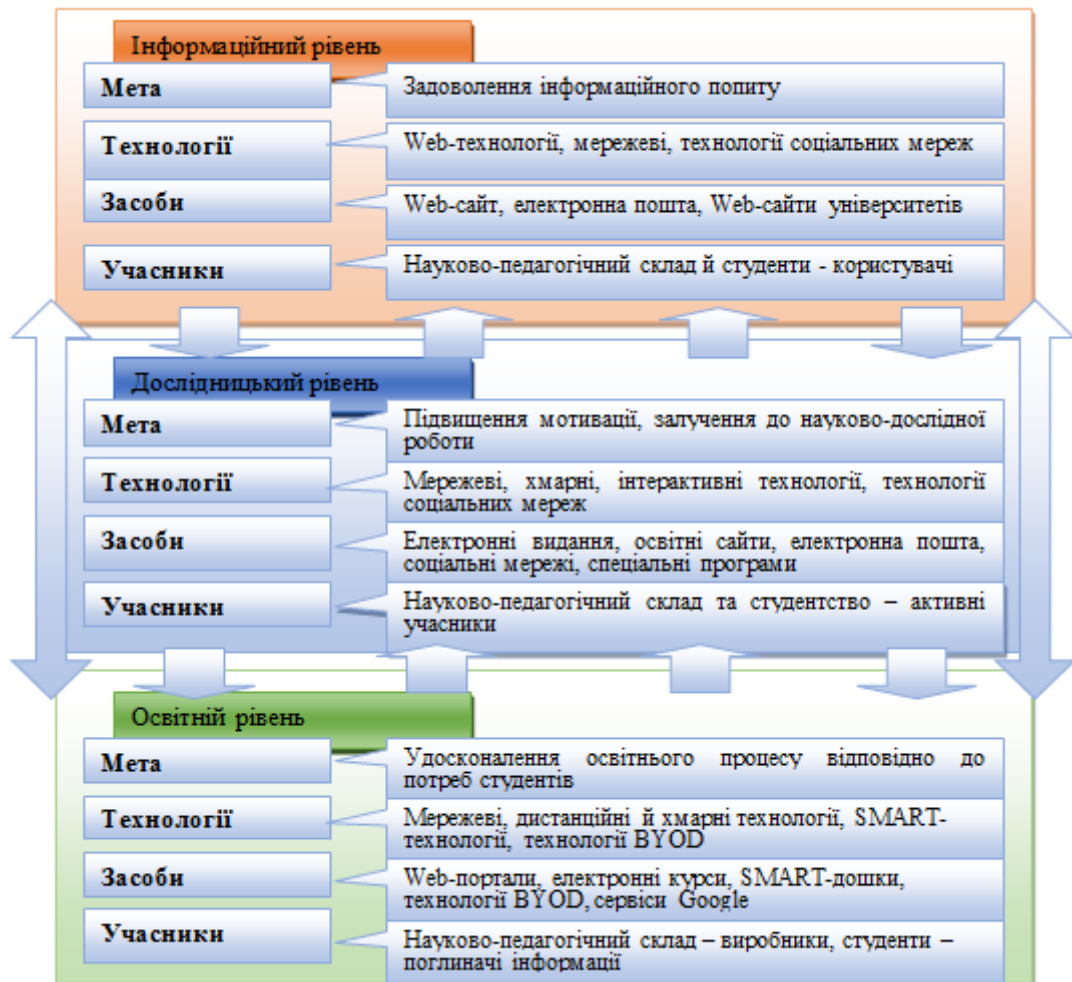 Інформаційний рівень
Мета
Задоволення інформаційного попиту
Технології
Web-технології, мережеві, технології соціальних мереж
Засоби
Web-сайт, електронна пошта, Web-сайти університетів
Учасники
Науково-педагогічний склад й студенти - користувачі
Дослідницький рівень
Мета
Підвищення мотивації, залучення до науково-дослідної
роботи
Технології
Мережеві, хмарні, інтерактивні технології, технології
соціальних мереж
Засоби
Електронні видання, освітні сайти, електронна пошта,
соціальні мережі, спеціальні програми
Учасники
Науково-педагогічний склад та студентство – активні
учасники
Освітній рівень
Мета
Удосконалення освітнього процесу відповідно до
потреб студентів
Технології
Мережеві, дистанційні й хмарні технології, SMART-
технології, технології BYOD
Засоби
Web-портали, електронні курси, SMART-дошки,
технології BYOD, сервіси Google
Учасники
Науково-педагогічний склад – виробники, студенти –
поглиначі інформації